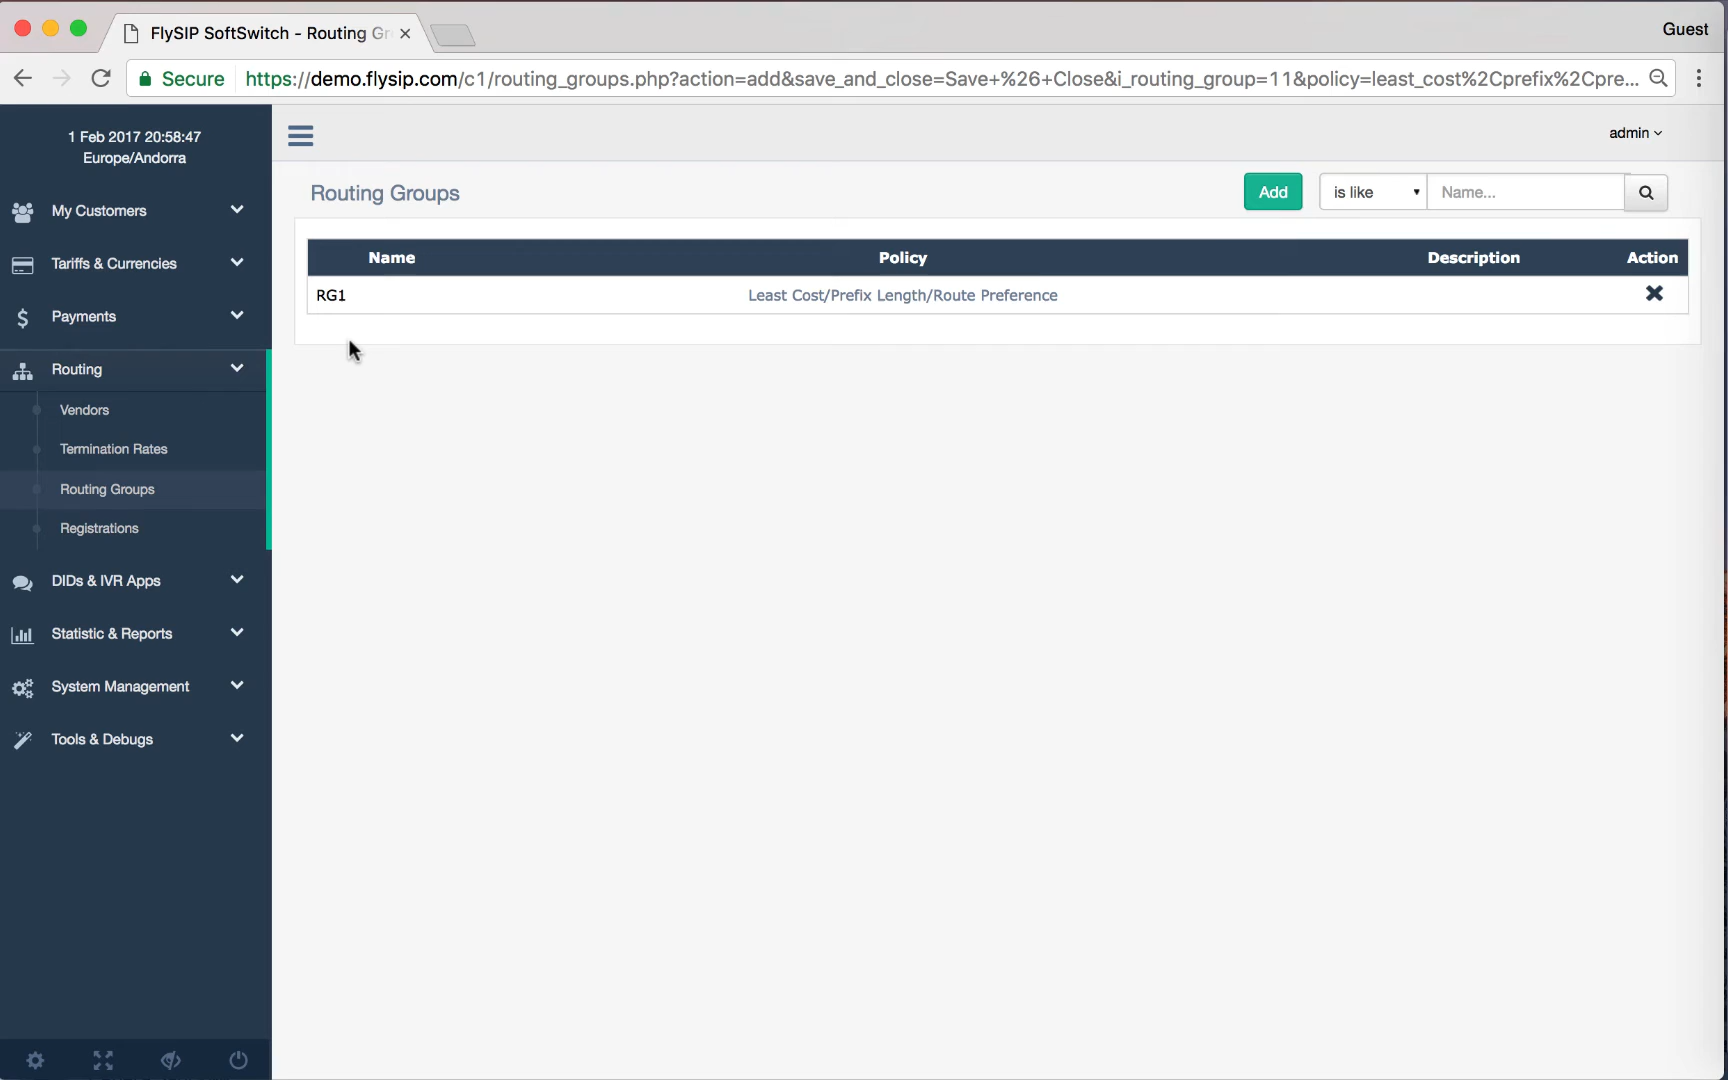 FlySIP SoftSwitch - Routing Gr
Guest
Secure
https://demo.flysip.com/c1/routing_groups.php?action=add&save_and_close=Save+%26+Close&i_routing_group=11&policy=least_cost%2Cprefix%2Cpre...
1 Feb 2017 20:58:47
Europe/Andorra
admin
My Customers
Tariffs & Currencies
Payments
Routing
Vendors
Termination Rates
Routing Groups
Registrations
DIDs & IVR Apps
Statistic & Reports
System Management
Tools & Debugs
Routing Groups
Add
is like
Name...
Name Policy Description Action
RG1 Least Cost/Prefix Length/Route Preference